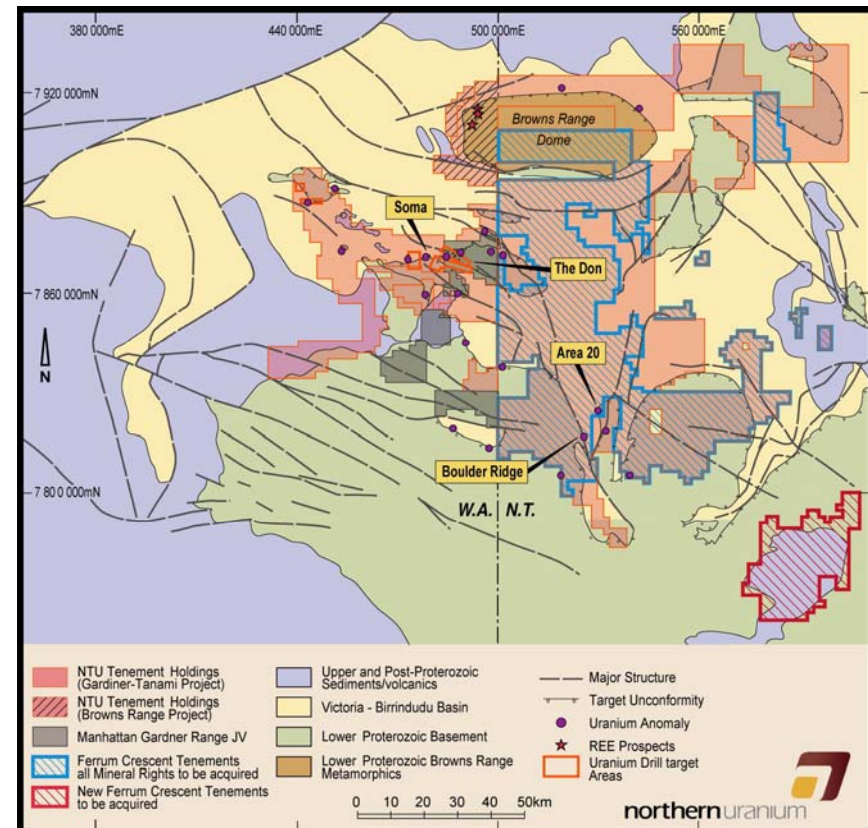 380 000mE 440 000mE 500 000mE 560 000mE
7 920 000mN
Browns Range
Dome
Soma
The Don
7 860 000mN
N
Area 20
Boulder Ridge
7 800 000mN
W.A. N.T.
NTU Tenement Holdings
(Gardiner-Tanami Project)
NTU Tenement Holdings
(Browns Range Project)
Manhattan Gardner Range JV
Ferrum Crescent Tenements
all Mineral Rights to be acquired
New Ferrum Crescent Tenements
to be acquired
Upper and Post-Proterozoic
Sediments/volcanics
Victoria - Birrindudu Basin
Lower Proterozoic Basement
Lower Proterozoic Browns Range
Metamorphics
Major Structure
Target Unconformity
Uranium Anomaly
REE Prospects
Uranium Drill target
Areas
0 10 20 30 40 50km
northernuranium